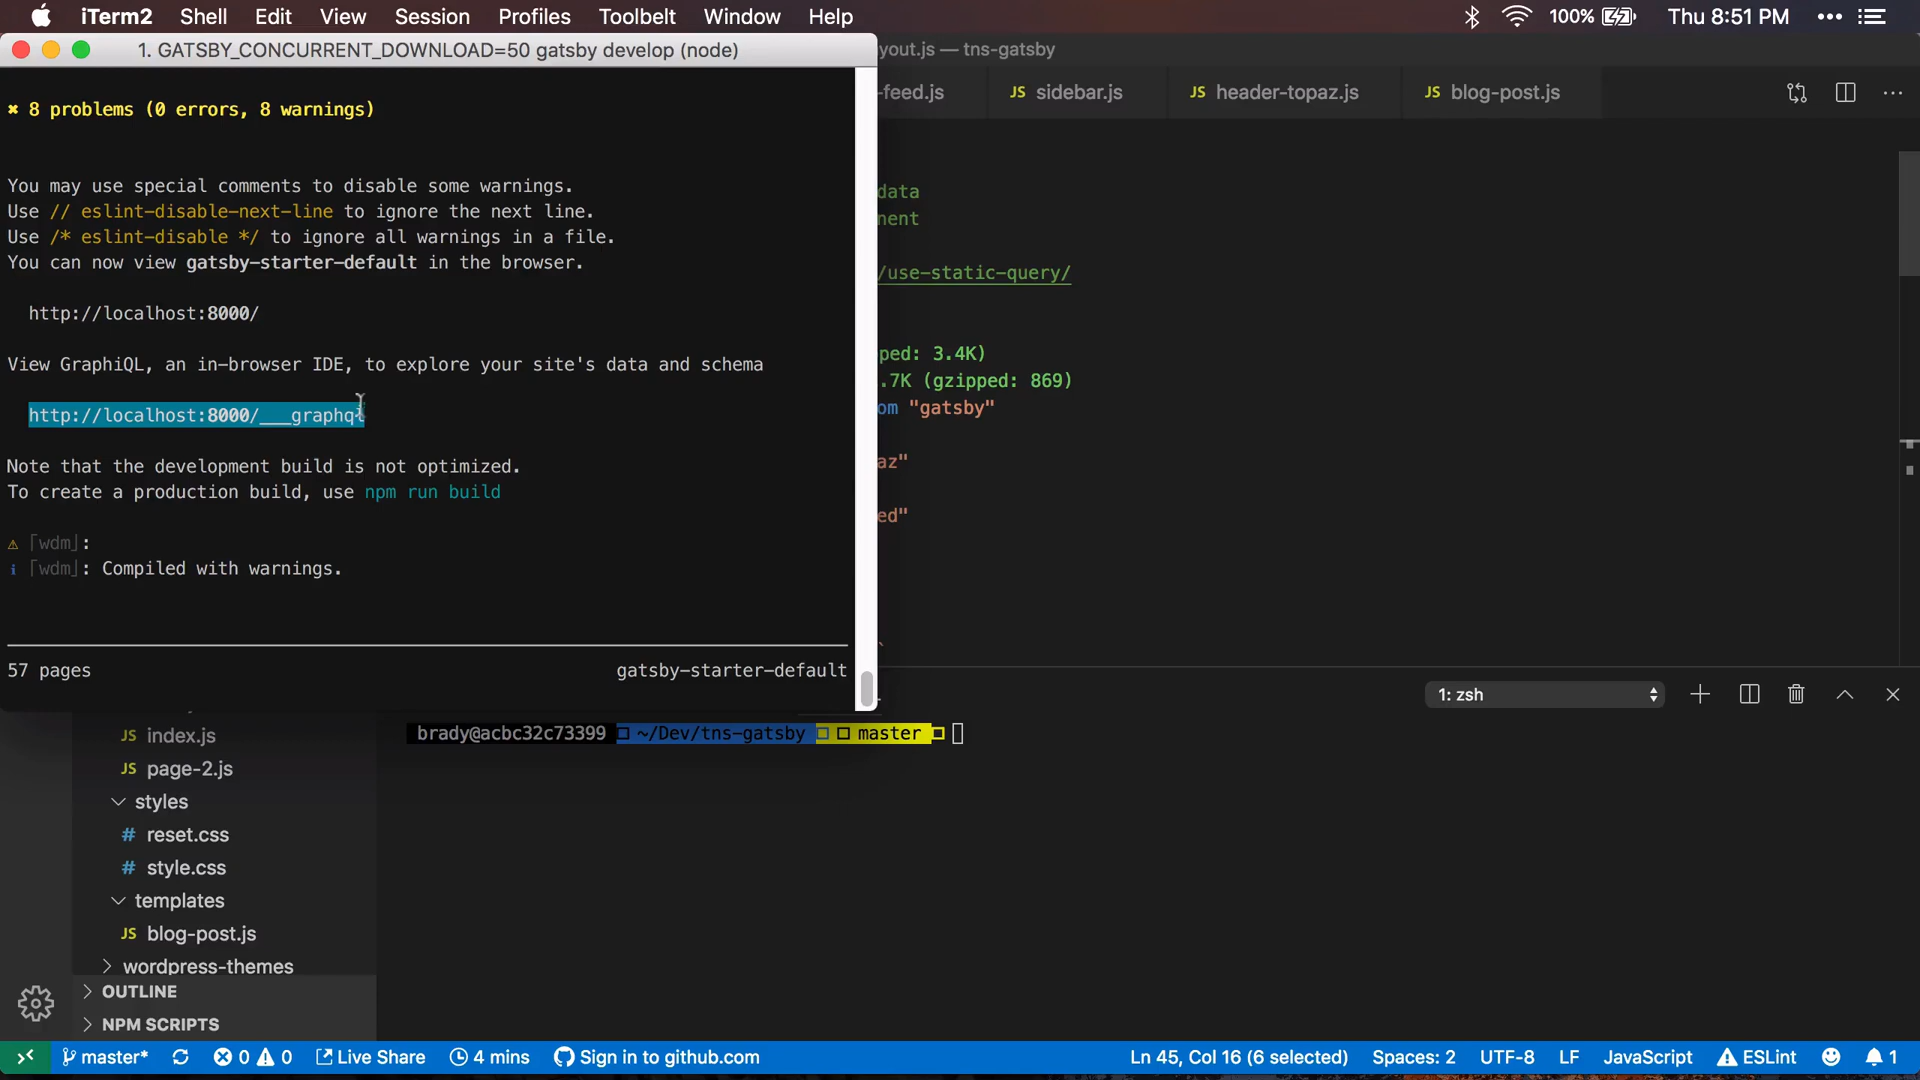 iTerm2 Shell Edit View Session Profiles Toolbelt Window Help 100% Thu 8:51 PM
1. GATSBY_CONCURRENT_DOWNLOAD=50 gatsby develop (node)
yout.js — tns-gatsby
-feed.js JS sidebar.js JS header-topaz.js JS blog-post.js
✖ 8 problems (0 errors, 8 warnings)
You may use special comments to disable some warnings.
Use // eslint-disable-next-line to ignore the next line.
Use /* eslint-disable */ to ignore all warnings in a file.
You can now view gatsby-starter-default in the browser.
http://localhost:8000/
View GraphiQL, an in-browser IDE, to explore your site's data and schema
http://localhost:8000/___graphql
Note that the development build is not optimized.
To create a production build, use npm run build
⚠ ｢wdm｣:
ℹ ｢wdm｣: Compiled with warnings.
57 pages gatsby-starter-default
data
nent
/use-static-query/
ped: 3.4K)
.7K (gzipped: 869)
om "gatsby"
az"
ed"
1: zsh
brady@acbc32c73399 ~/Dev/tns-gatsby master
JS index.js
JS page-2.js
styles
# reset.css
# style.css
templates
JS blog-post.js
wordpress-themes
OUTLINE
NPM SCRIPTS
master* 0 0 Live Share 4 mins Sign in to github.com Ln 45, Col 16 (6 selected) Spaces: 2 UTF-8 LF JavaScript ESLint 1